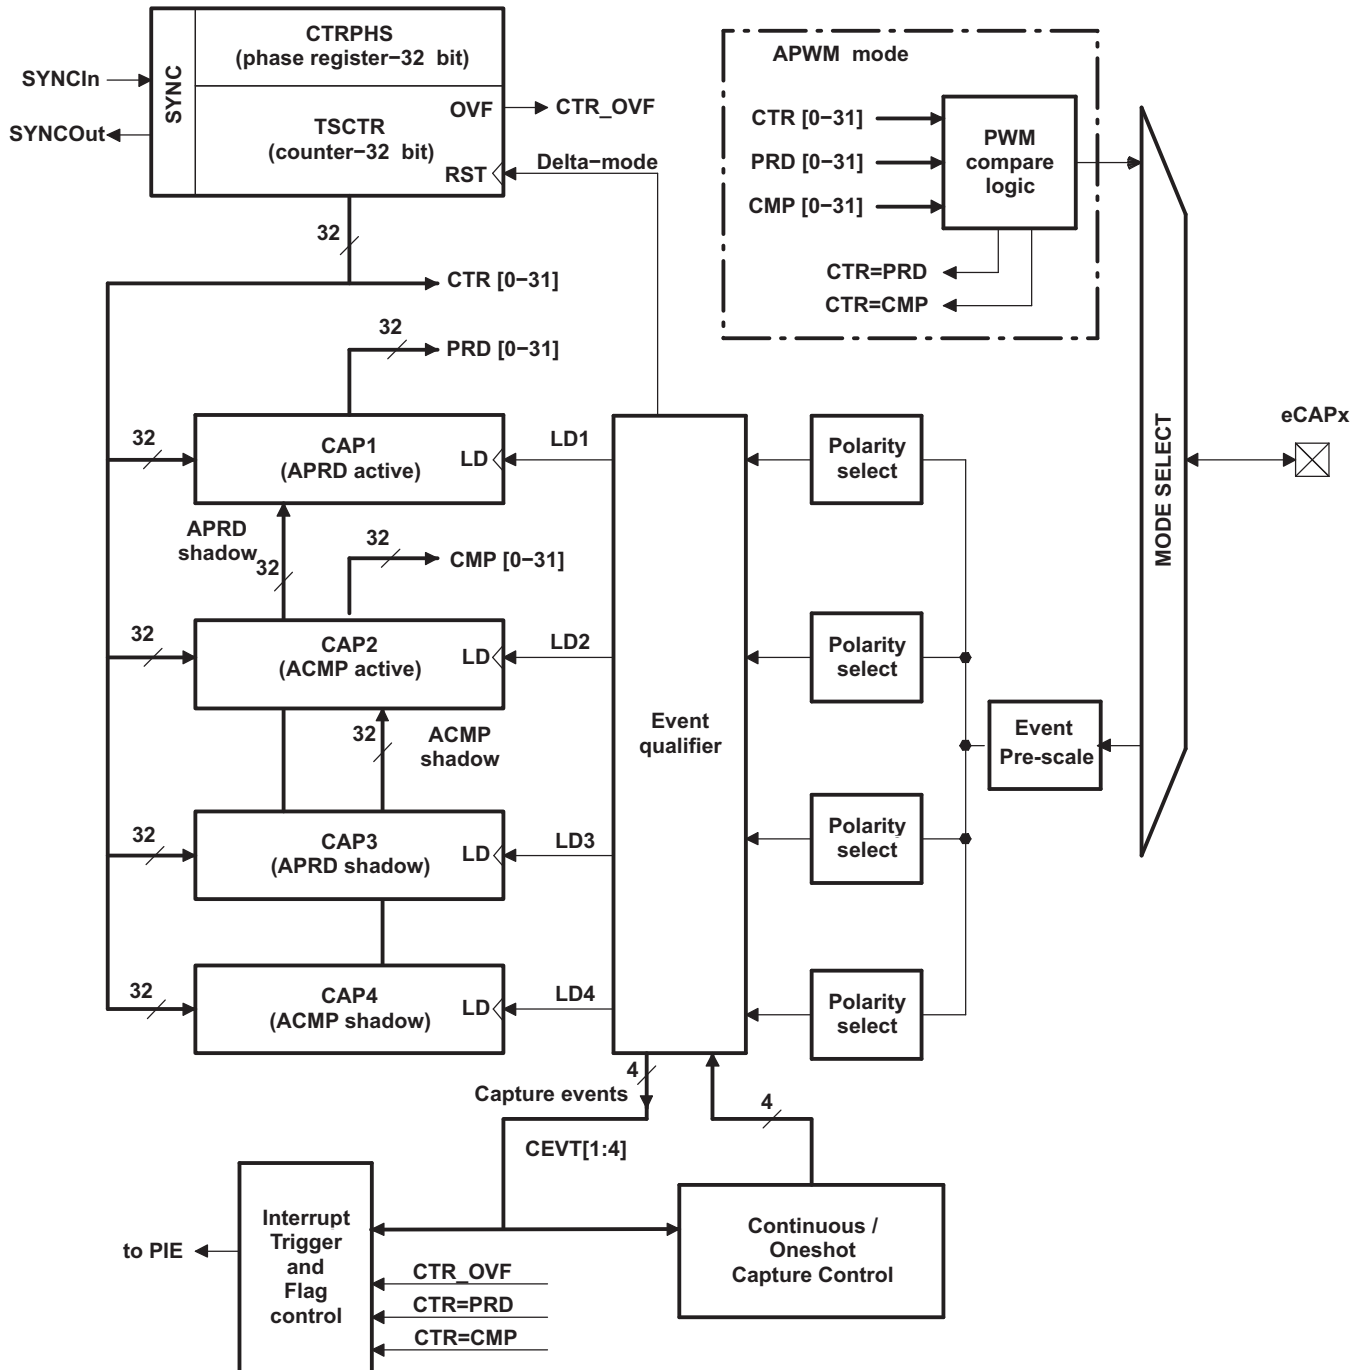 CTRPHS
(phase register−32 bit)
SYNC
SYNCIn
SYNCOut
OVF
CTR_OVF
TSCTR
(counter−32 bit)
RST
Delta−mode
32
CTR [0−31]
32
PRD [0−31]
APWM mode
CTR [0−31]
PRD [0−31]
CMP [0−31]
PWM
compare
logic
CTR=PRD
CTR=CMP
MODE SELECT
eCAPx
32
CAP1
(APRD active)
LD
LD1
Polarity
select
APRD
shadow
32
32
CMP [0−31]
32
CAP2
(ACMP active)
LD
LD2
Polarity
select
32
ACMP
shadow
Event
qualifier
Event
Pre-scale
32
CAP3
(APRD shadow)
LD
LD3
Polarity
select
32
CAP4
(ACMP shadow)
LD
LD4
Polarity
select
4
Capture events
4
CEVT[1:4]
Interrupt
Trigger
and
Flag
control
to PIE
CTR_OVF
CTR=PRD
CTR=CMP
Continuous /
Oneshot
Capture Control